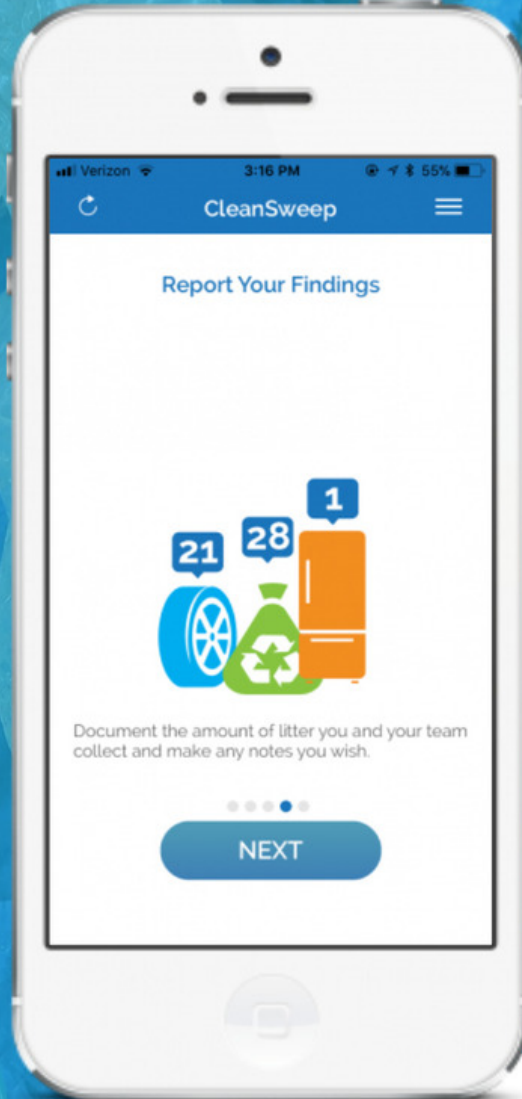 Verizon 3:16 PM 55%
CleanSweep
Report Your Findings
1
28
21
Document the amount of litter you and your team
collect and make any notes you wish.
NEXT